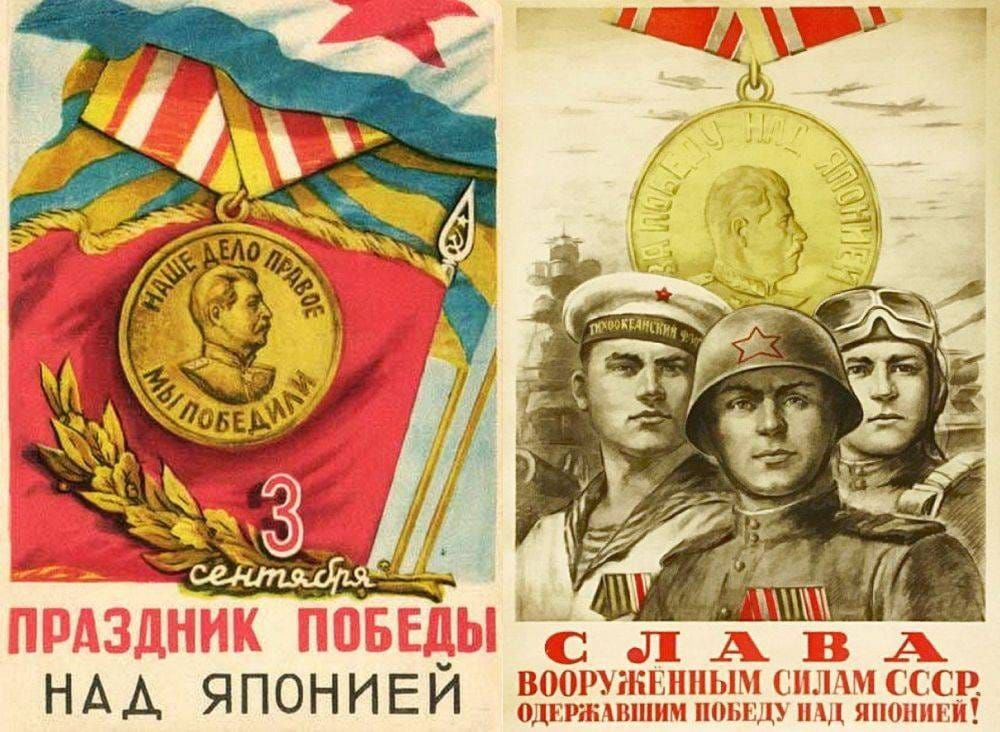 НАШЕ ДЕЛО ПРАВОЕ
МЫ ПОБЕДИЛИ
3
сентября
ПРАЗДНИК ПОБЕДЫ
НАД ЯПОНИЕЙ
ЗА ПОБЕДУ НАД ЯПОНИЕЙ
ТИХООКЕАНСКИЙ
СЛАВА
ВООРУЖЁННЫМ СИЛАМ СССР,
ОДЕРЖАВШИМ ПОБЕДУ НАД ЯПОНИЕЙ!